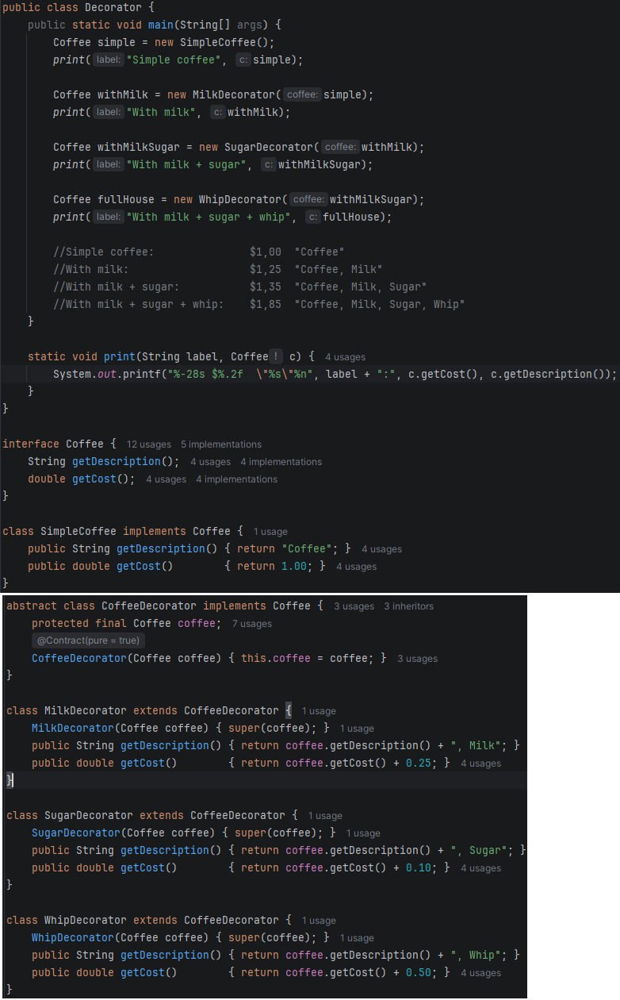 public class Decorator {
    public static void main(String[] args) {
        Coffee simple = new SimpleCoffee();
        print( label: "Simple coffee", c: simple);

        Coffee withMilk = new MilkDecorator( coffee: simple);
        print( label: "With milk", c: withMilk);

        Coffee withMilkSugar = new SugarDecorator( coffee: withMilk);
        print( label: "With milk + sugar", c: withMilkSugar);

        Coffee fullHouse = new WhipDecorator( coffee: withMilkSugar);
        print( label: "With milk + sugar + whip", c: fullHouse);

        //Simple coffee:               $1,00  "Coffee"
        //With milk:                   $1,25  "Coffee, Milk"
        //With milk + sugar:           $1,35  "Coffee, Milk, Sugar"
        //With milk + sugar + whip:    $1,85  "Coffee, Milk, Sugar, Whip"
    }

    static void print(String label, Coffee ! c) {  4 usages
        System.out.printf("%-28s $%.2f  \"%s\"%n", label + ":", c.getCost(), c.getDescription());
    }
}

interface Coffee {  12 usages  5 implementations
    String getDescription();  4 usages  4 implementations
    double getCost();  4 usages  4 implementations
}

class SimpleCoffee implements Coffee {  1 usage
    public String getDescription() { return "Coffee"; }  4 usages
    public double getCost()        { return 1.00; }  4 usages
}
abstract class CoffeeDecorator implements Coffee {  3 usages  3 inheritors
    protected final Coffee coffee;  7 usages
    @Contract(pure = true)
    CoffeeDecorator(Coffee coffee) { this.coffee = coffee; }  3 usages
}

class MilkDecorator extends CoffeeDecorator {  1 usage
    MilkDecorator(Coffee coffee) { super(coffee); }  1 usage
    public String getDescription() { return coffee.getDescription() + ", Milk"; }
    public double getCost()        { return coffee.getCost() + 0.25; }  4 usages
}

class SugarDecorator extends CoffeeDecorator {  1 usage
    SugarDecorator(Coffee coffee) { super(coffee); }  1 usage
    public String getDescription() { return coffee.getDescription() + ", Sugar"; }
    public double getCost()        { return coffee.getCost() + 0.10; }  4 usages
}

class WhipDecorator extends CoffeeDecorator {  1 usage
    WhipDecorator(Coffee coffee) { super(coffee); }  1 usage
    public String getDescription() { return coffee.getDescription() + ", Whip"; }
    public double getCost()        { return coffee.getCost() + 0.50; }  4 usages
}